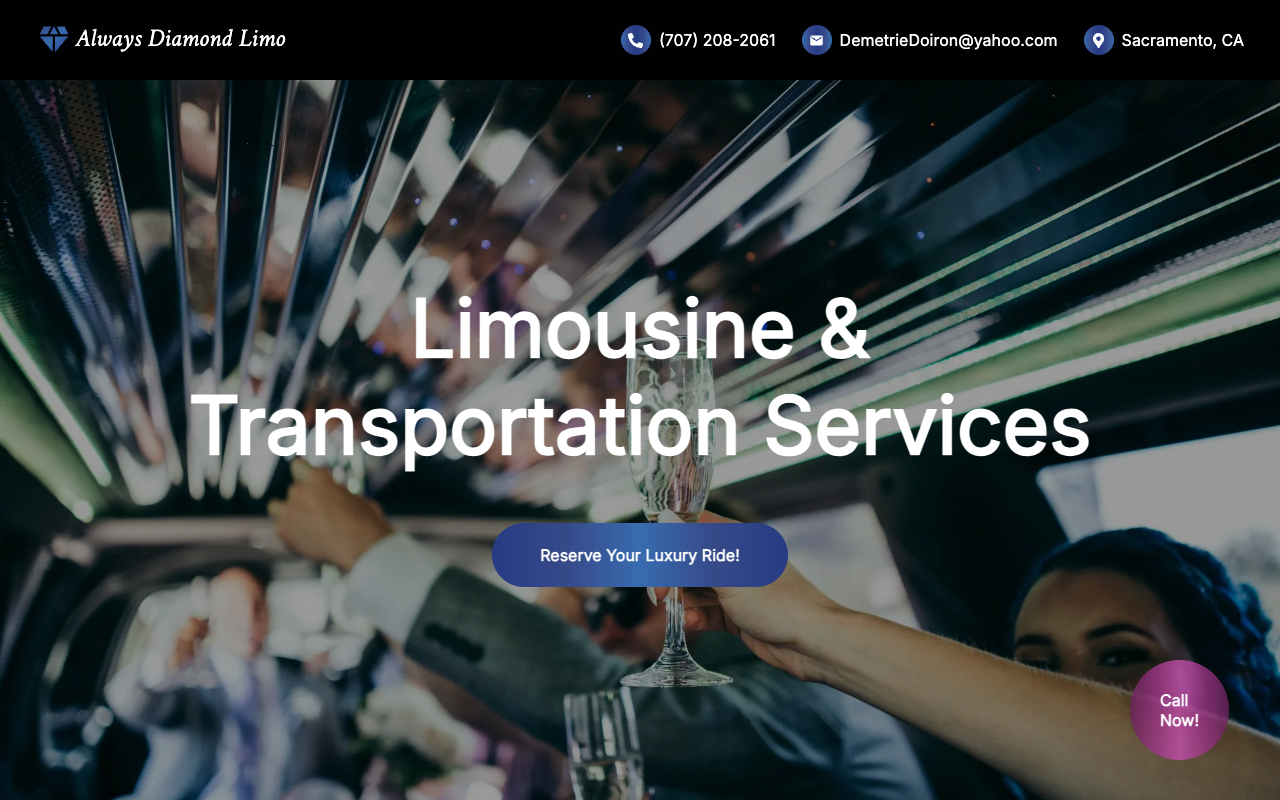 Always Diamond Limo
(707) 208-2061
DemetrieDoiron@yahoo.com
Sacramento, CA
Limousine &
Transportation Services
Reserve Your Luxury Ride!
Call
Now!